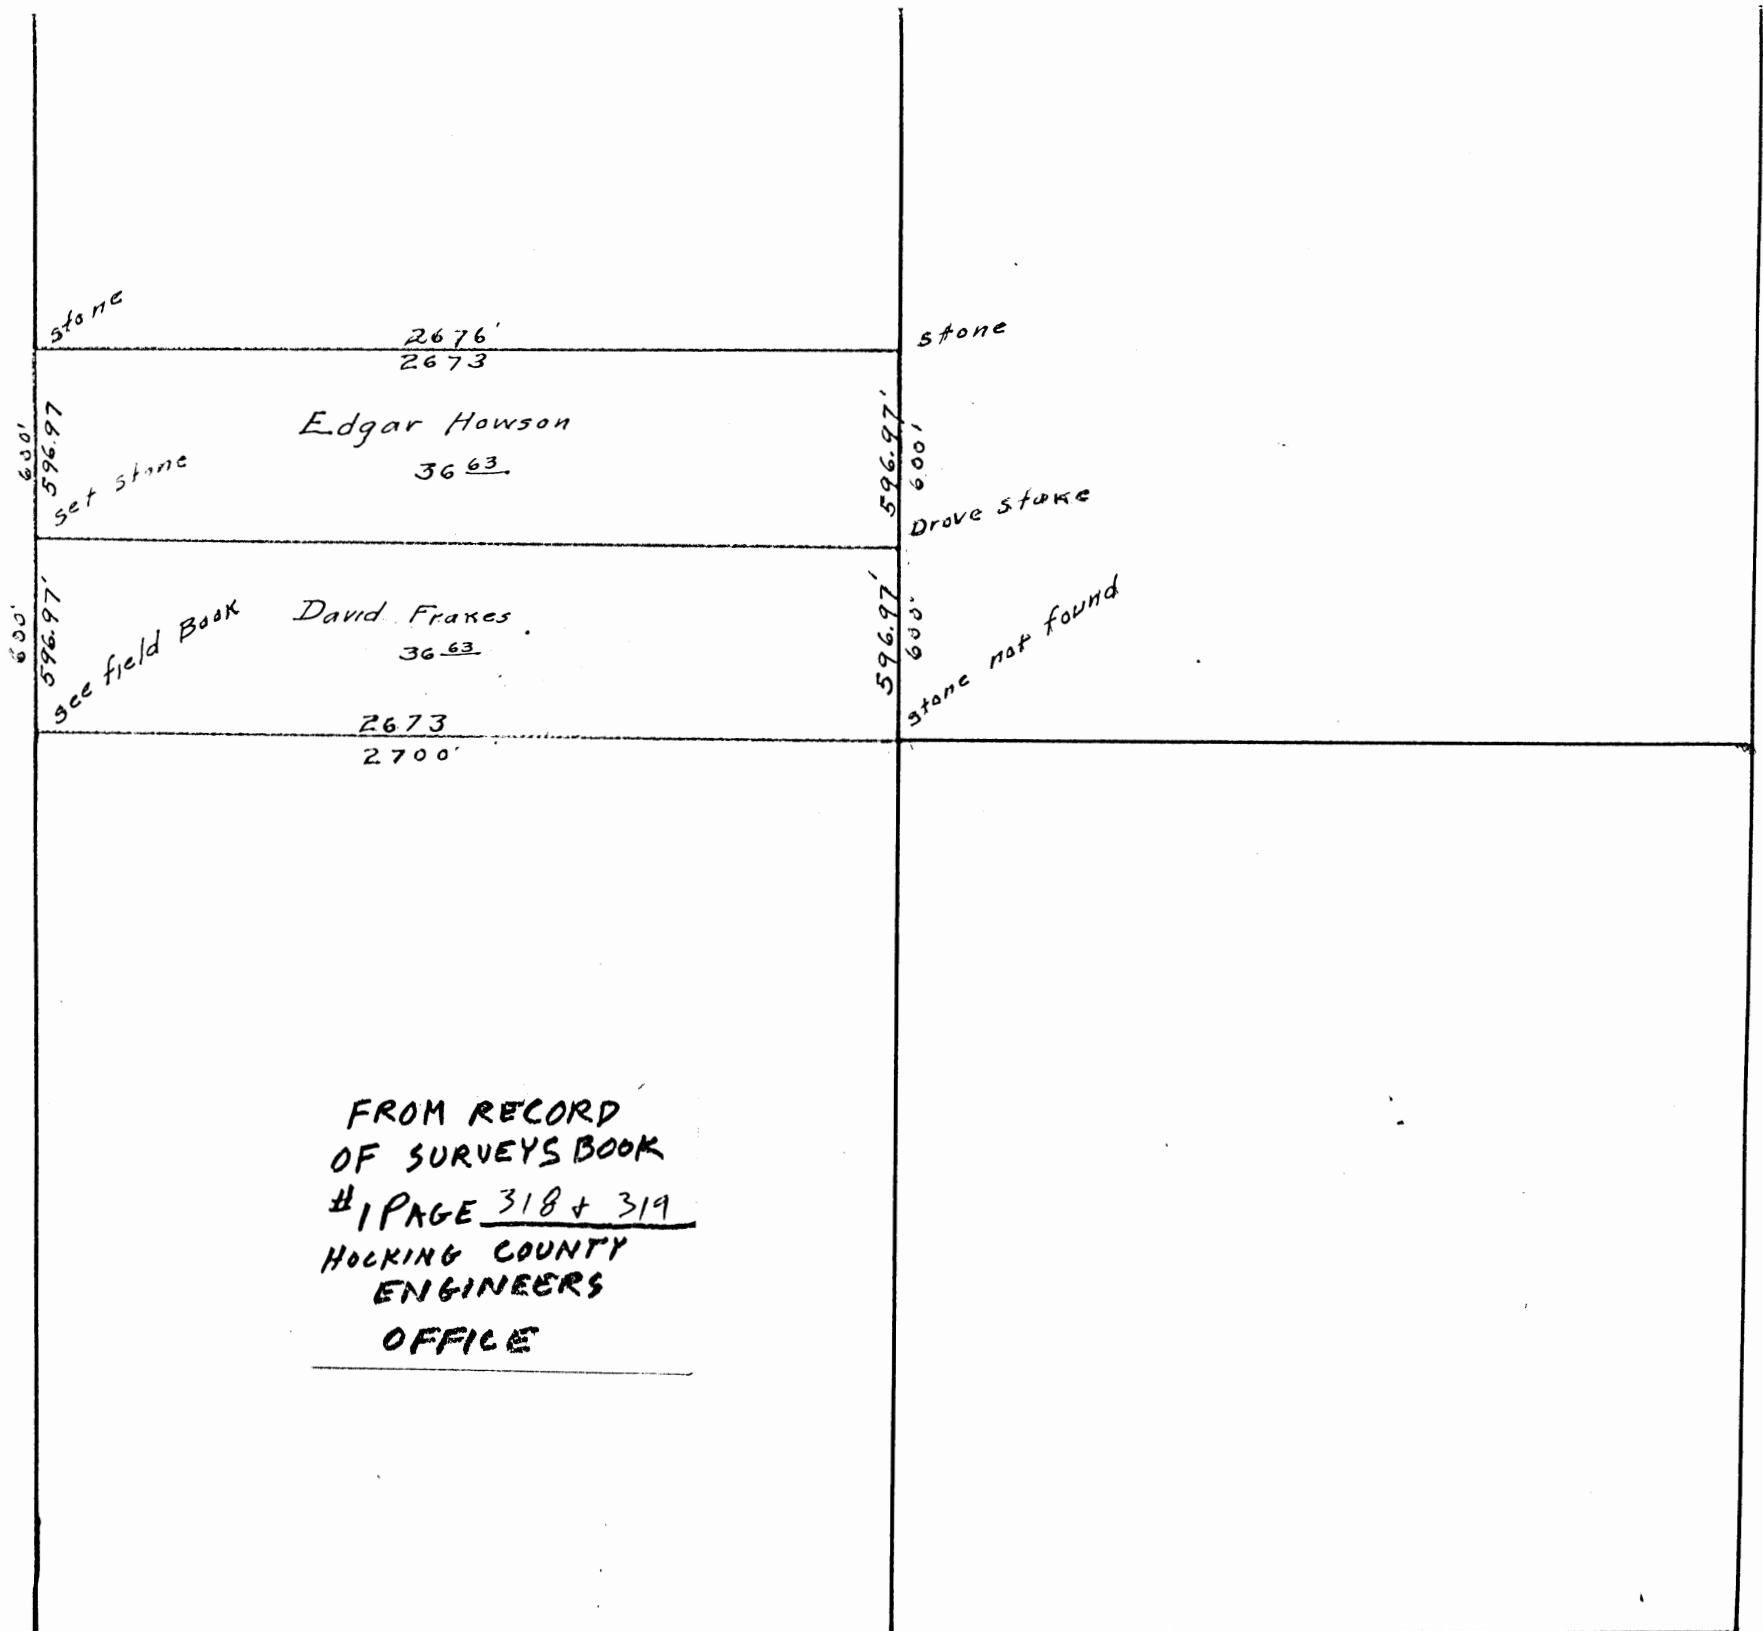 stone
2676'
stone
2673
600'
596.97
Edgar Howson
36 63
set stone
596.97'
600'
Drove stake
600'
596.97'
see field Book
David Frakes.
36 63
596.97'
600'
stone not found
2673
2700'
FROM RECORD
OF SURVEYS BOOK
#1 PAGE 318 + 319
HOCKING COUNTY
ENGINEERS
OFFICE